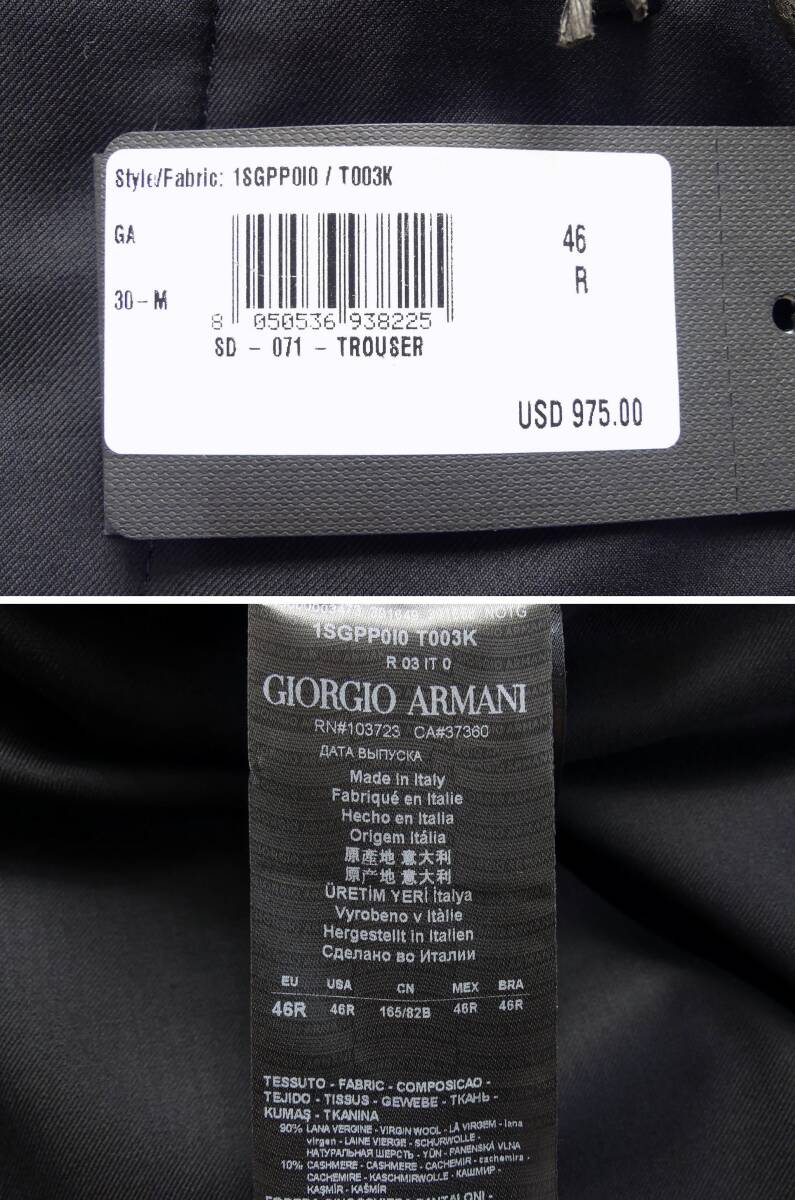 Style/Fabric: 1SGPP0I0 / T003K
GA
46
R
30-M
8 050536 938225
SD - 071 - TROUSER
USD 975.00
1SGPP0I0 T003K
R 03 IT 0
GIORGIO ARMANI
RN#103723 CA#37360
ДАТА ВЫПУСКА
Made in Italy
Fabriqué en Italie
Hecho en Italia
Origem Itália
原產地 意大利
原产地 意大利
ÜRETİM YERİ İtalya
Vyrobeno v Itàlie
Hergestellt in Italien
Сделано во Италии
EU USA CN MEX BRA
46R 46R 165/82B 46R 46R
TESSUTO - FABRIC - COMPOSICAO -
TEJIDO - TISSUS - GEWEBE - ТКАНЬ -
KUMAŞ - TKANINA
90% LANA VERGINE - VIRGIN WOOL - LÃ VIRGEM - lana
virgen - LAINE VIERGE - SCHURWOLLE -
НАТУРАЛЬНАЯ ШЕРСТЬ - YÜN - PANENSKÁ VLNA
10% CASHMERE - CASHMERE - CACHEMIR - cachemira -
CACHEMIRE - KASCHMIRWOLLE - КАШМИР -
KAŞMİR - KAŠMÍR